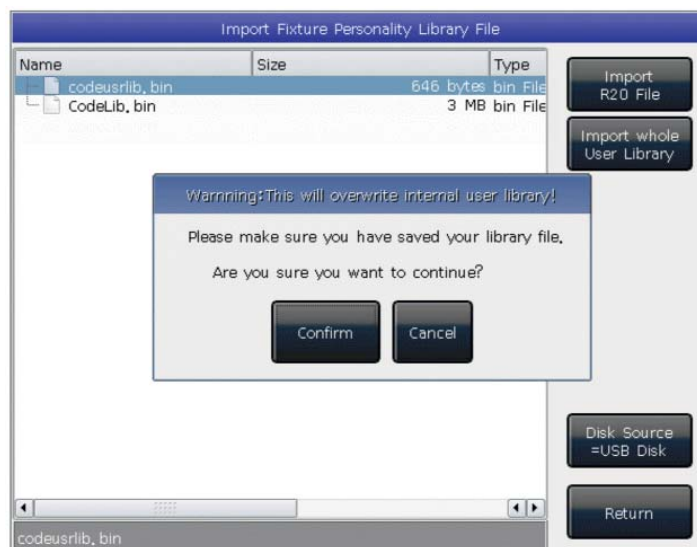 Import Fixture Personality Library File
Name Size Type
codeusrlib, bin 646 bytes bin File
CodeLib, bin 3 MB bin File
Import
R20 File
Import whole
User Library
Warnning:This will overwrite internal user library!
Please make sure you have saved your library file,
Are you sure you want to continue?
Confirm Cancel
Disk Source
=USB Disk
Return
codeusrlib, bin